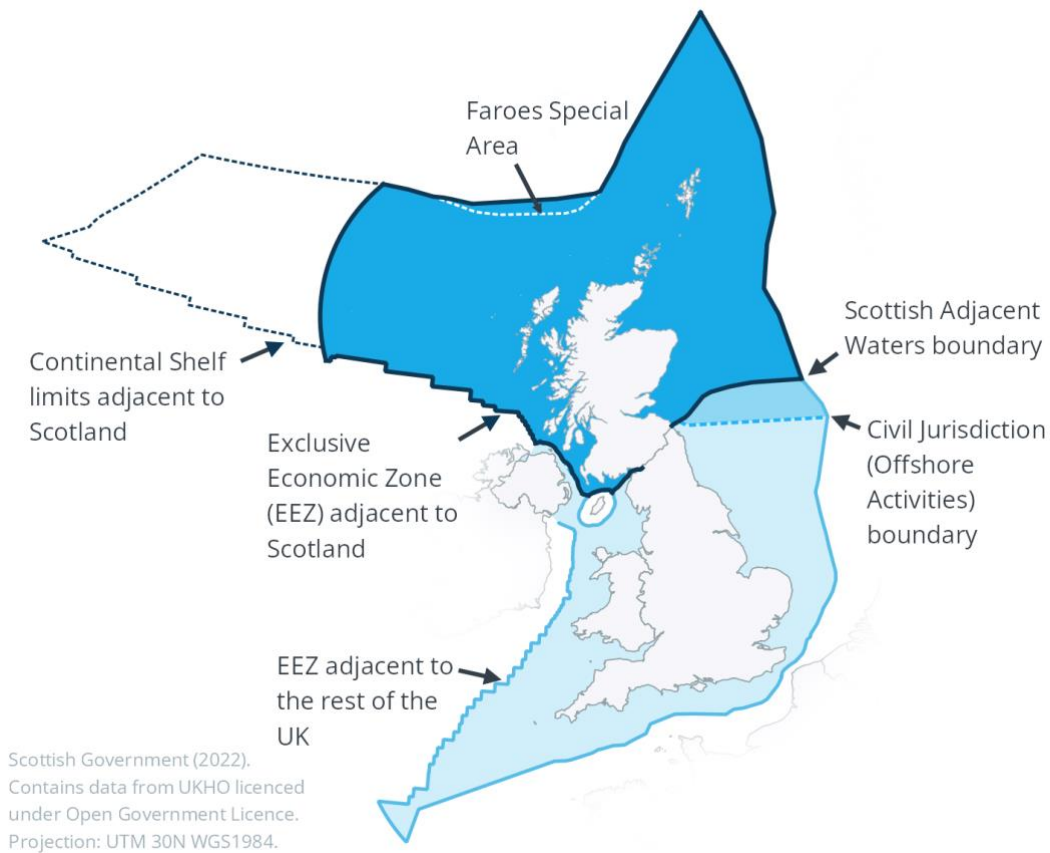 Faroes Special
Area
Scottish Adjacent
Waters boundary
Continental Shelf
limits adjacent to
Scotland
Exclusive
Economic Zone
(EEZ) adjacent to
Scotland
Civil Jurisdiction
(Offshore
Activities)
boundary
EEZ adjacent to
the rest of the
UK
Scottish Government (2022).
Contains data from UKHO licenced
under Open Government Licence.
Projection: UTM 30N WGS1984.